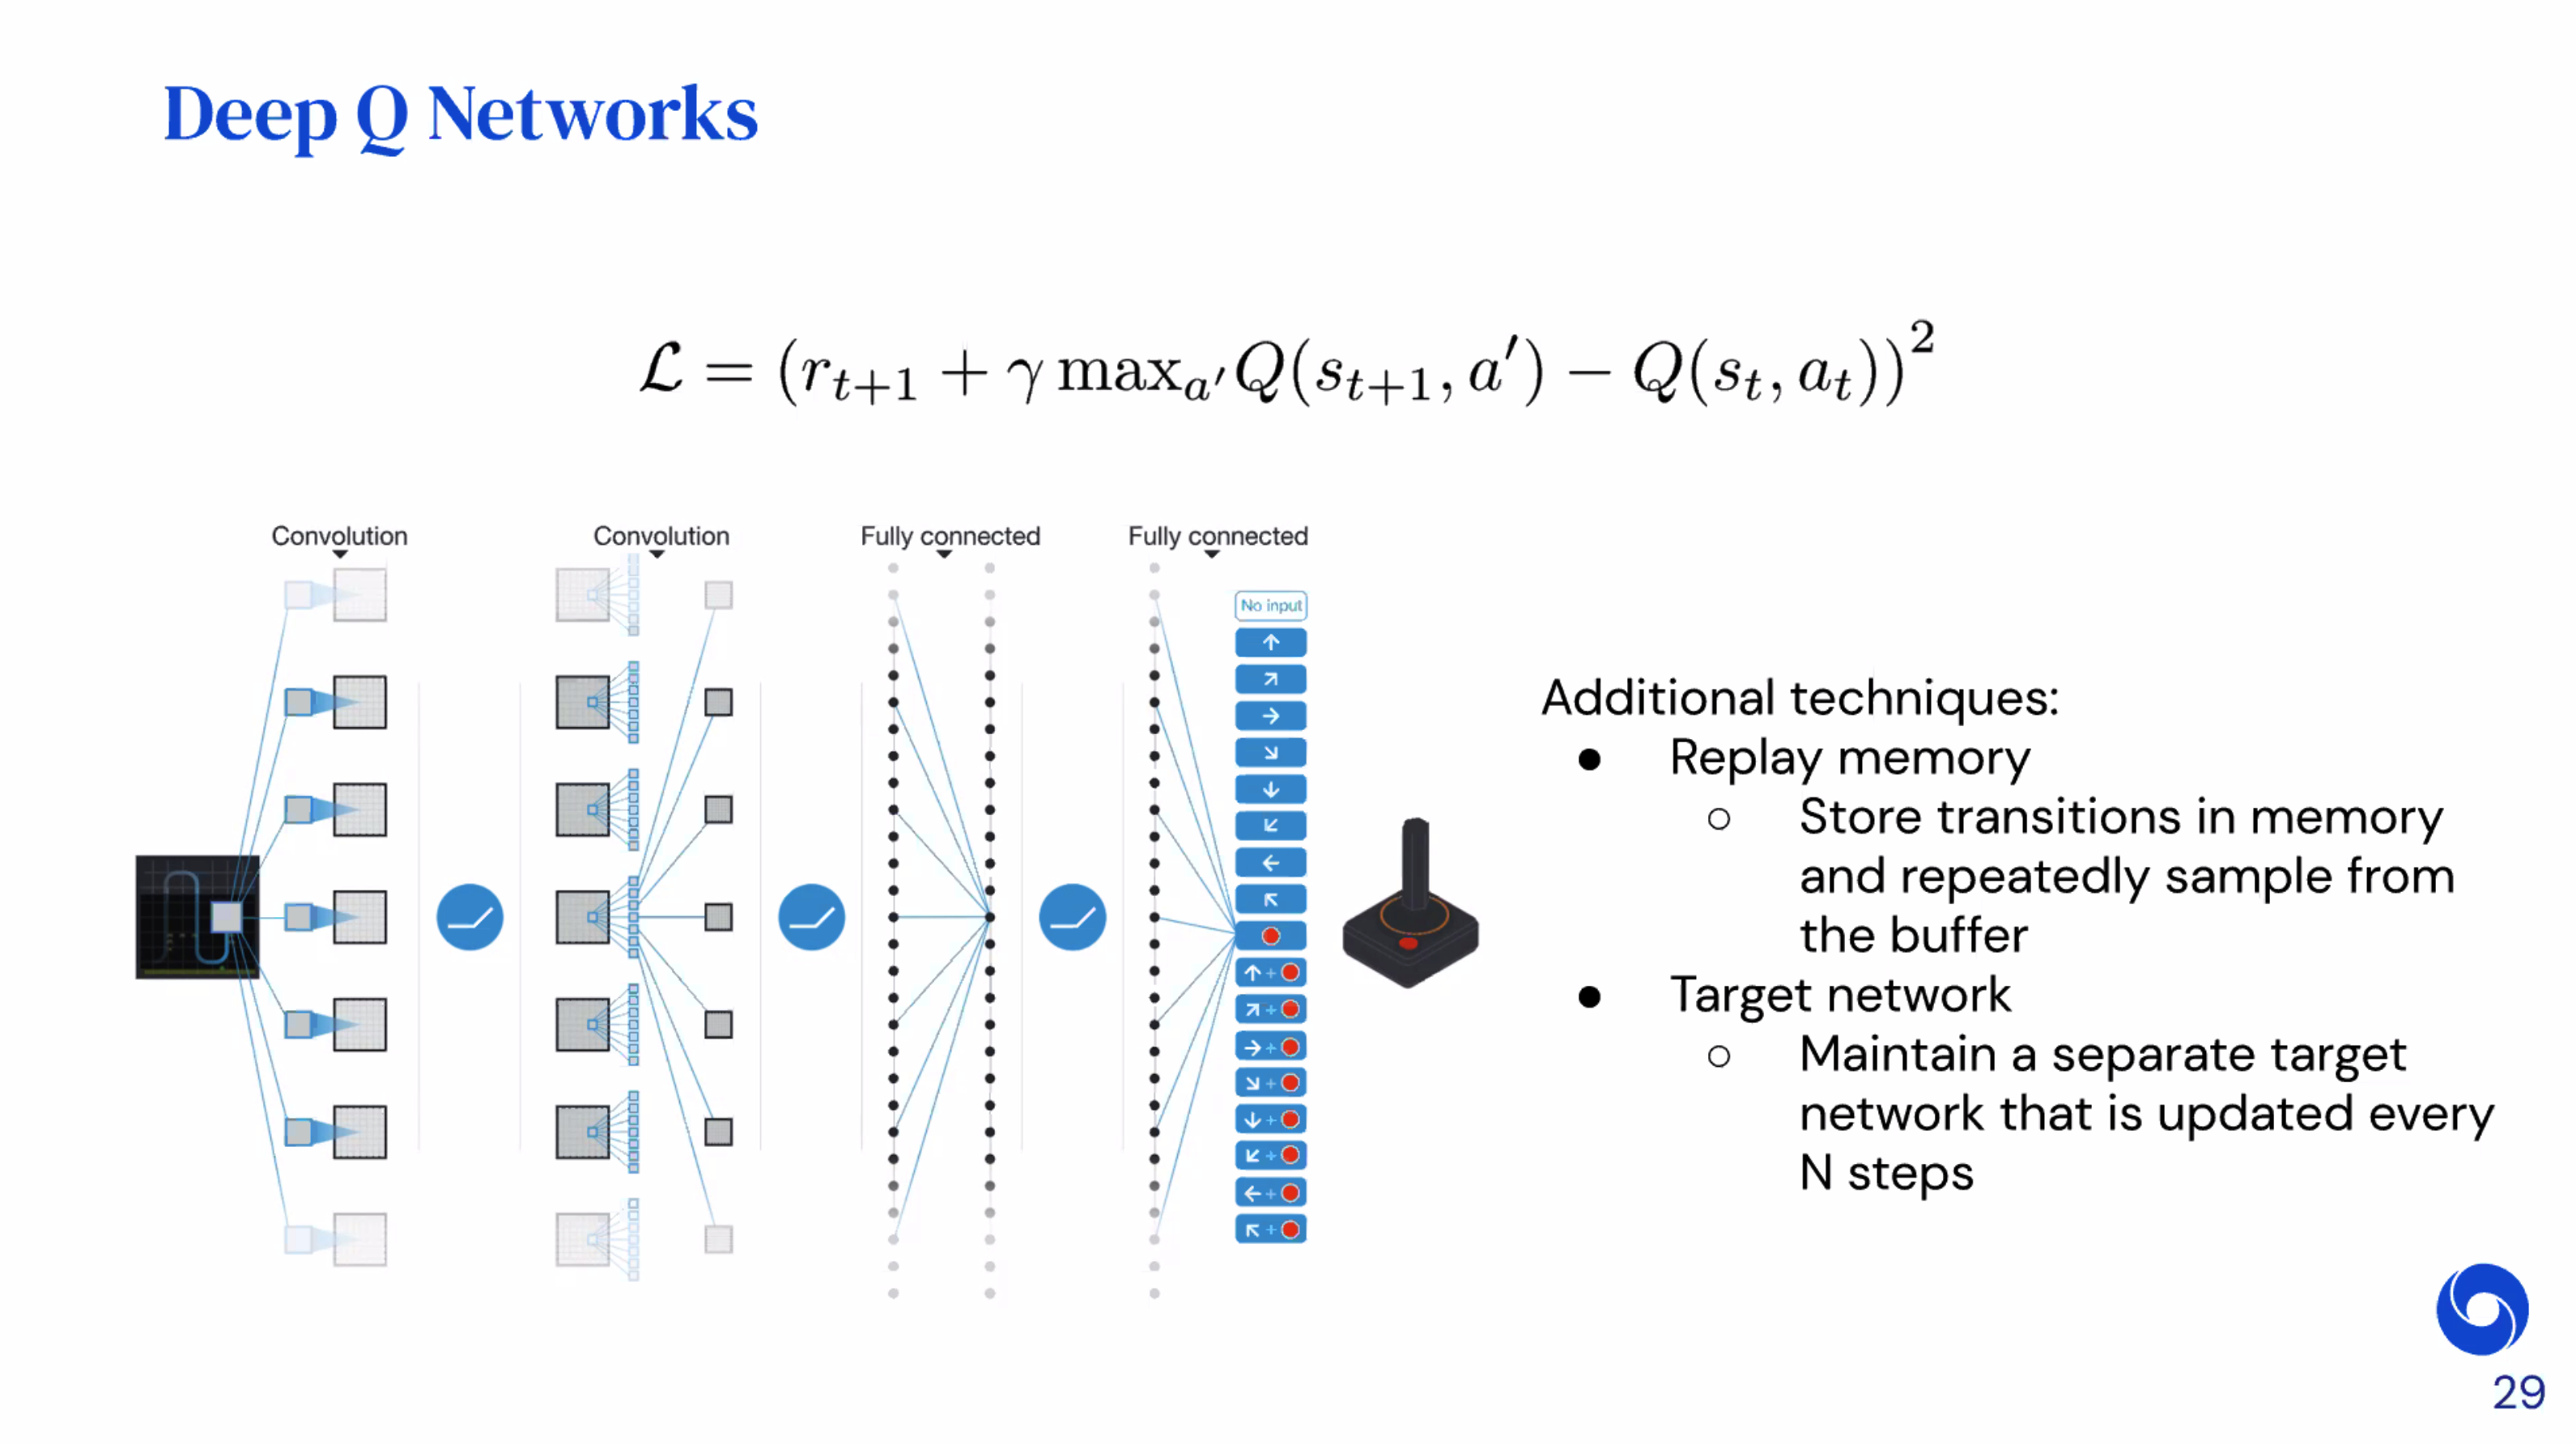 Deep Q Networks
ℒ = (r_{t+1} + γ max_{a′} Q(s_{t+1}, a′) − Q(s_t, a_t))²
Convolution
Convolution
Fully connected
Fully connected
No input
↑
↗
→
↘
↓
↙
←
↖
↑ +
↗ +
→ +
↘ +
↓ +
↙ +
← +
↖ +
Additional techniques:
● Replay memory
○ Store transitions in memory
and repeatedly sample from
the buffer
● Target network
○ Maintain a separate target
network that is updated every
N steps
29